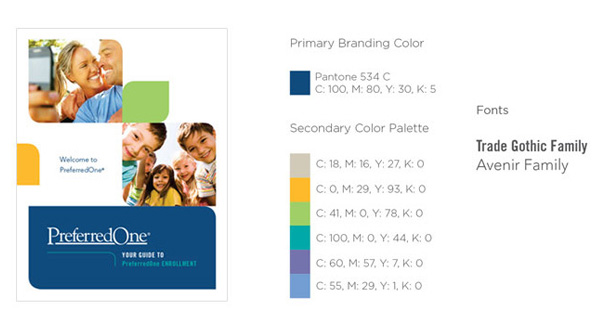 Welcome to
PreferredOne®
PreferredOne®
YOUR GUIDE TO
PreferredOne ENROLLMENT
Primary Branding Color
Pantone 534 C
C: 100, M: 80, Y: 30, K: 5
Secondary Color Palette
C: 18, M: 16, Y: 27, K: 0
C: 0, M: 29, Y: 93, K: 0
C: 41, M: 0, Y: 78, K: 0
C: 100, M: 0, Y: 44, K: 0
C: 60, M: 57, Y: 7, K: 0
C: 55, M: 29, Y: 1, K: 0
Fonts
Trade Gothic Family
Avenir Family